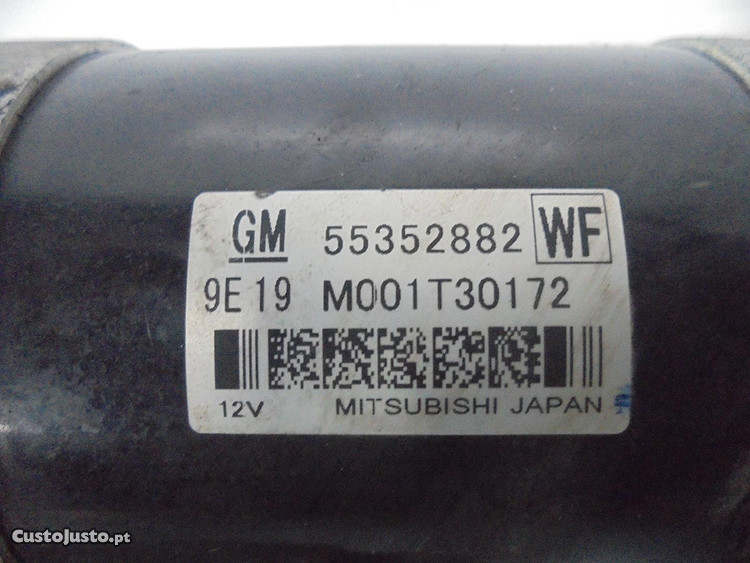 GM 55352882 WF
9E19 M001T30172
12V MITSUBISHI JAPAN
CustoJusto.pt